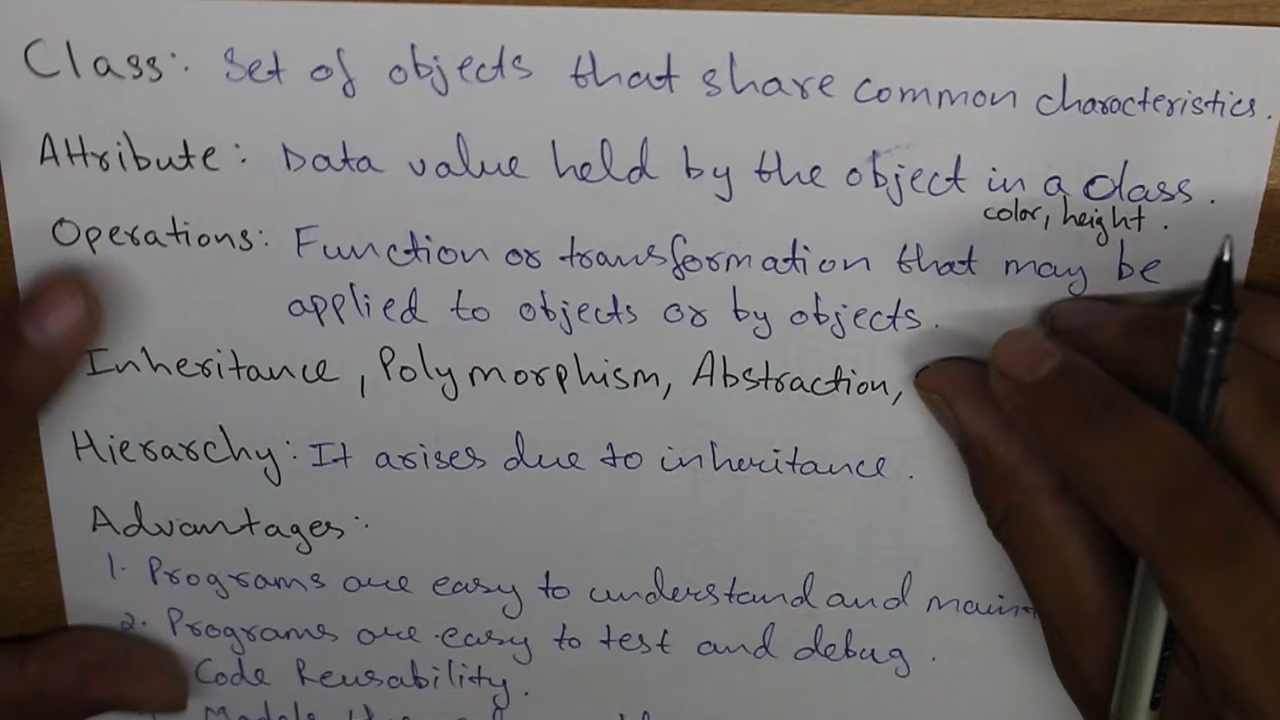 Class: Set of objects that share common characteristics.
Attribute: Data value held by the object in a class.
color, height.
Operations: Function or transformation that may be
applied to objects or by objects.
Inheritance, Polymorphism, Abstraction,
Hierarchy: It arises due to inheritance.
Advantages:
1. Programs are easy to understand and
2. Programs are easy to test and debug.
Code Reusability.